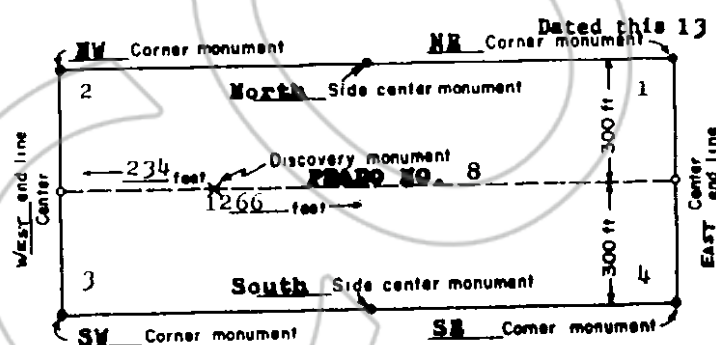 Dated this 13
NW Corner monument
NE Corner monument
2
North Side center monument
1
300 ft
WEST end line
Center
234 feet
Discovery monument
PRADO NO. 8
1266 feet
Center
EAST end line
300 ft
3
South Side center monument
4
SW Corner monument
SE Corner monument